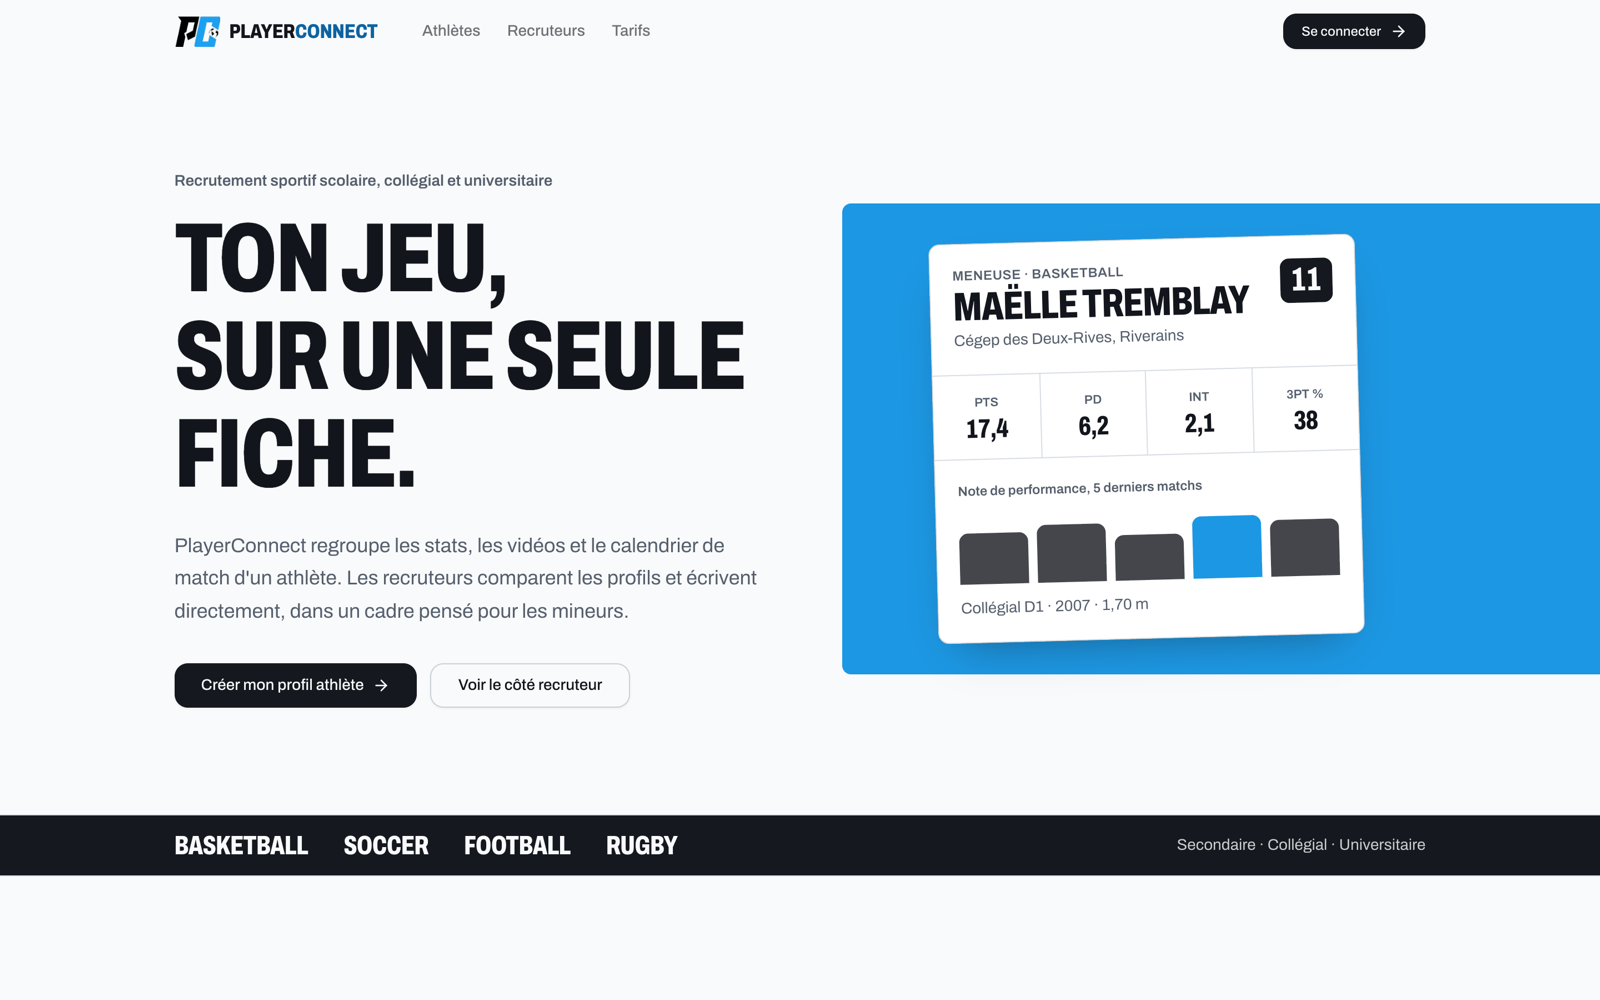 PC PLAYERCONNECT
Athlètes
Recruteurs
Tarifs
Se connecter
Recrutement sportif scolaire, collégial et universitaire
TON JEU,
SUR UNE SEULE
FICHE.
PlayerConnect regroupe les stats, les vidéos et le calendrier de
match d'un athlète. Les recruteurs comparent les profils et écrivent
directement, dans un cadre pensé pour les mineurs.
Créer mon profil athlète
Voir le côté recruteur
MENEUSE · BASKETBALL
11
MAËLLE TREMBLAY
Cégep des Deux-Rives, Riverains
PTS
17,4
PD
6,2
INT
2,1
3PT %
38
Note de performance, 5 derniers matchs
Collégial D1 · 2007 · 1,70 m
BASKETBALL
SOCCER
FOOTBALL
RUGBY
Secondaire · Collégial · Universitaire